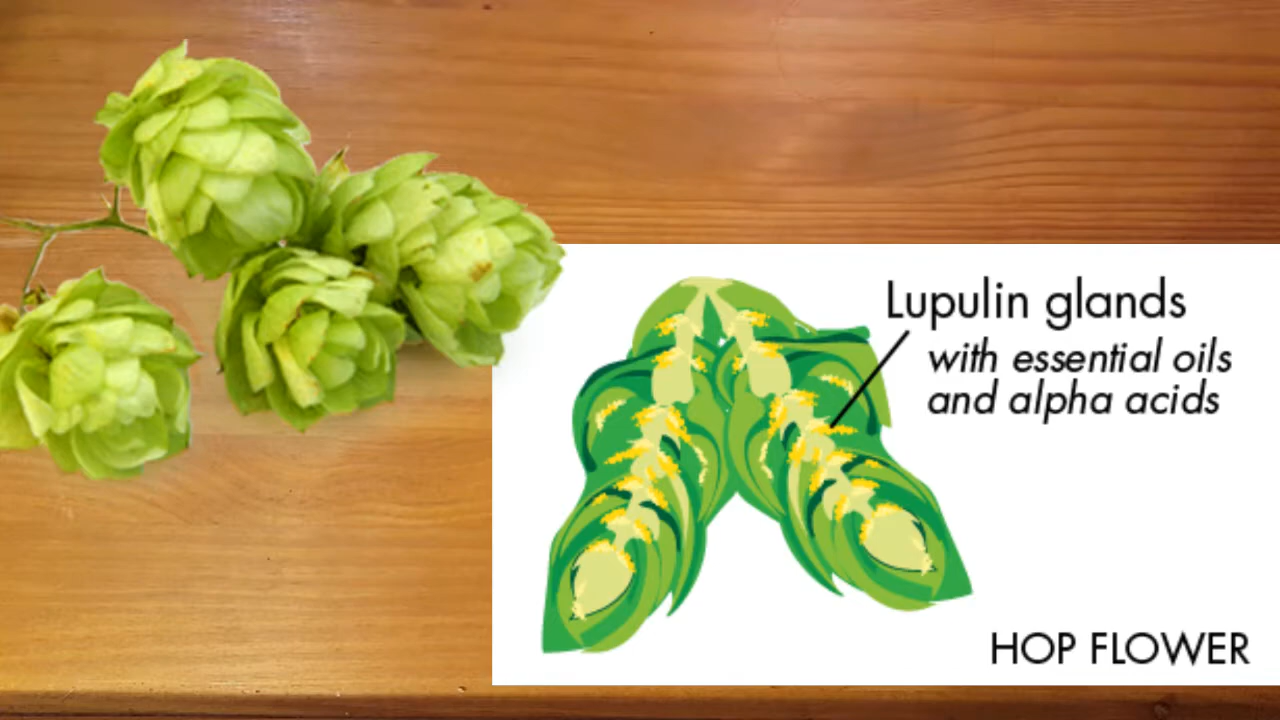 Lupulin glands
with essential oils
and alpha acids
HOP FLOWER